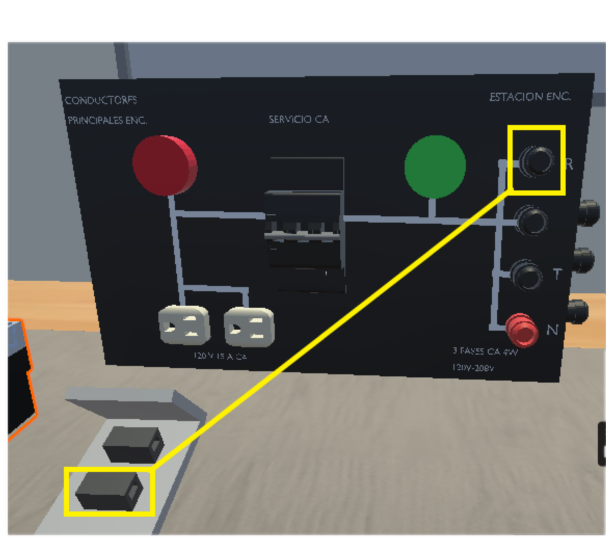 CONDUCTORES
PRINCIPALES ENC.
SERVICIO CA
ESTACION ENC.
R
T
N
120 V 15 A CA
3 FASES CA 4W
120V-208V